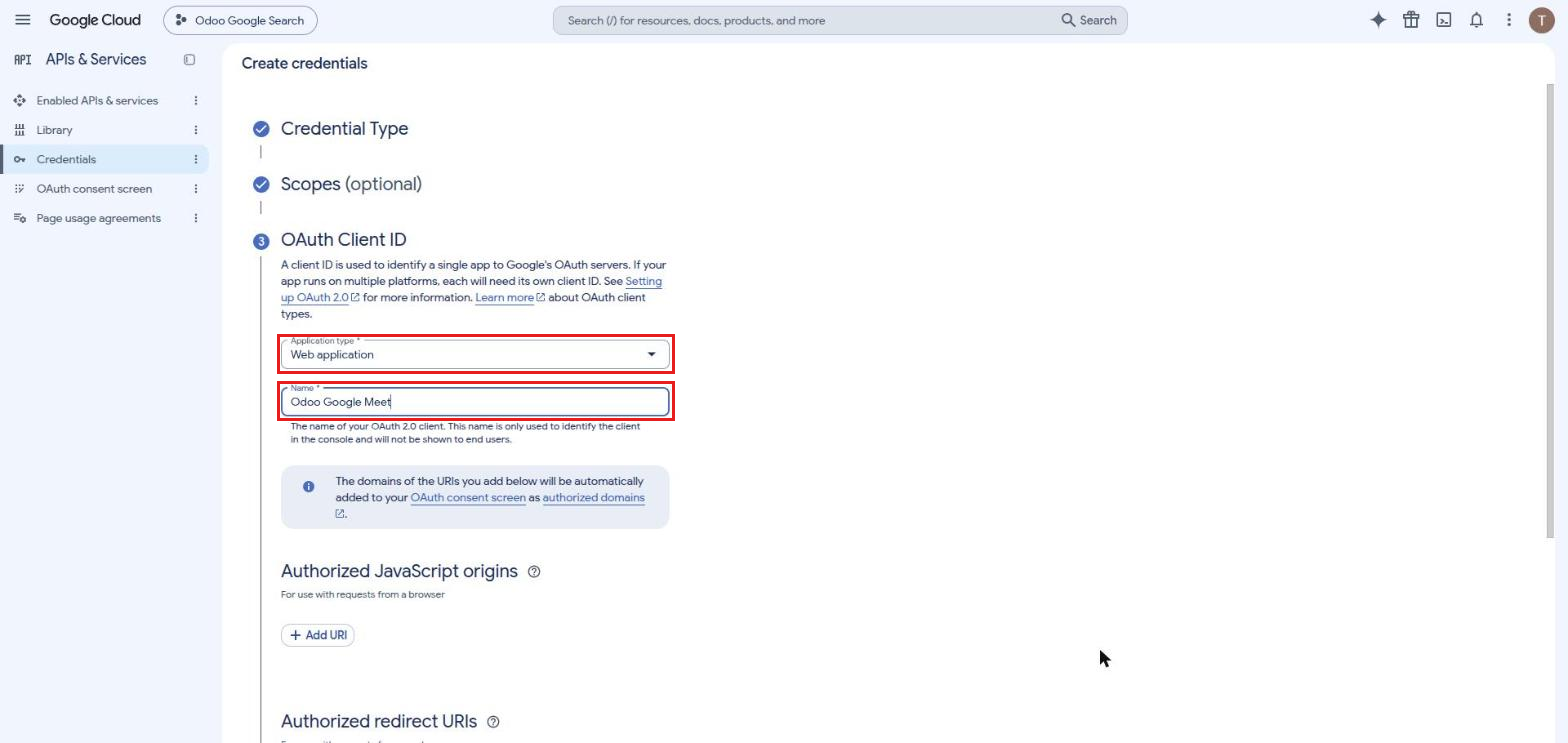 Google Cloud
Odoo Google Search
Search (/) for resources, docs, products, and more
Search
T
API APIs & Services
Enabled APIs & services
Library
Credentials
OAuth consent screen
Page usage agreements
Create credentials
Credential Type
Scopes (optional)
3 OAuth Client ID
A client ID is used to identify a single app to Google's OAuth servers. If your
app runs on multiple platforms, each will need its own client ID. See Setting
up OAuth 2.0 for more information. Learn more about OAuth client
types.
Application type *
Web application
Name *
Odoo Google Meet
The name of your OAuth 2.0 client. This name is only used to identify the client
in the console and will not be shown to end users.
The domains of the URIs you add below will be automatically
added to your OAuth consent screen as authorized domains
.
Authorized JavaScript origins
For use with requests from a browser
+ Add URI
Authorized redirect URIs